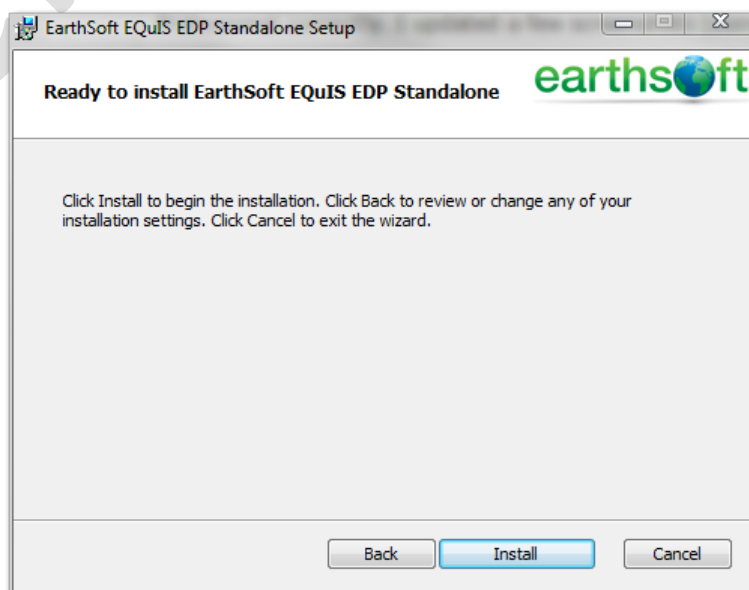 EarthSoft EQuIS EDP Standalone Setup
Ready to install EarthSoft EQuIS EDP Standalone
earthsoft
Click Install to begin the installation. Click Back to review or change any of your
installation settings. Click Cancel to exit the wizard.
Back
Install
Cancel